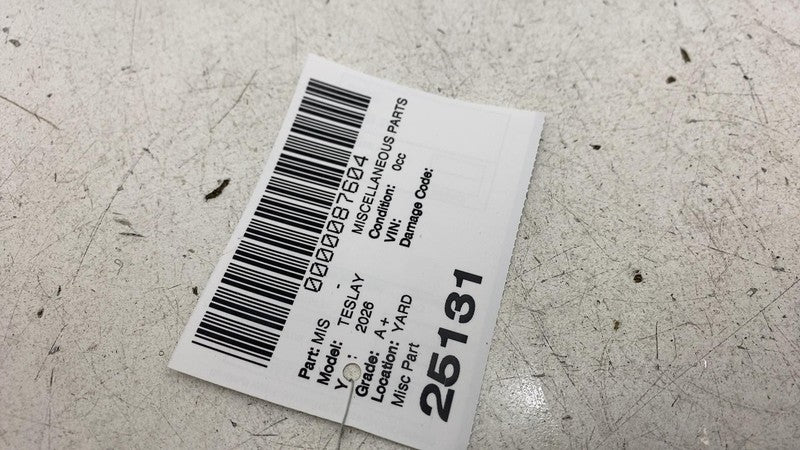 0000087604
Part: MIS - MISCELLANEOUS PARTS
Model: TESLAY Condition: 0cc
Y : 2026 VIN:
Grade: A+ Damage Code:
Location: YARD
Misc Part
25131